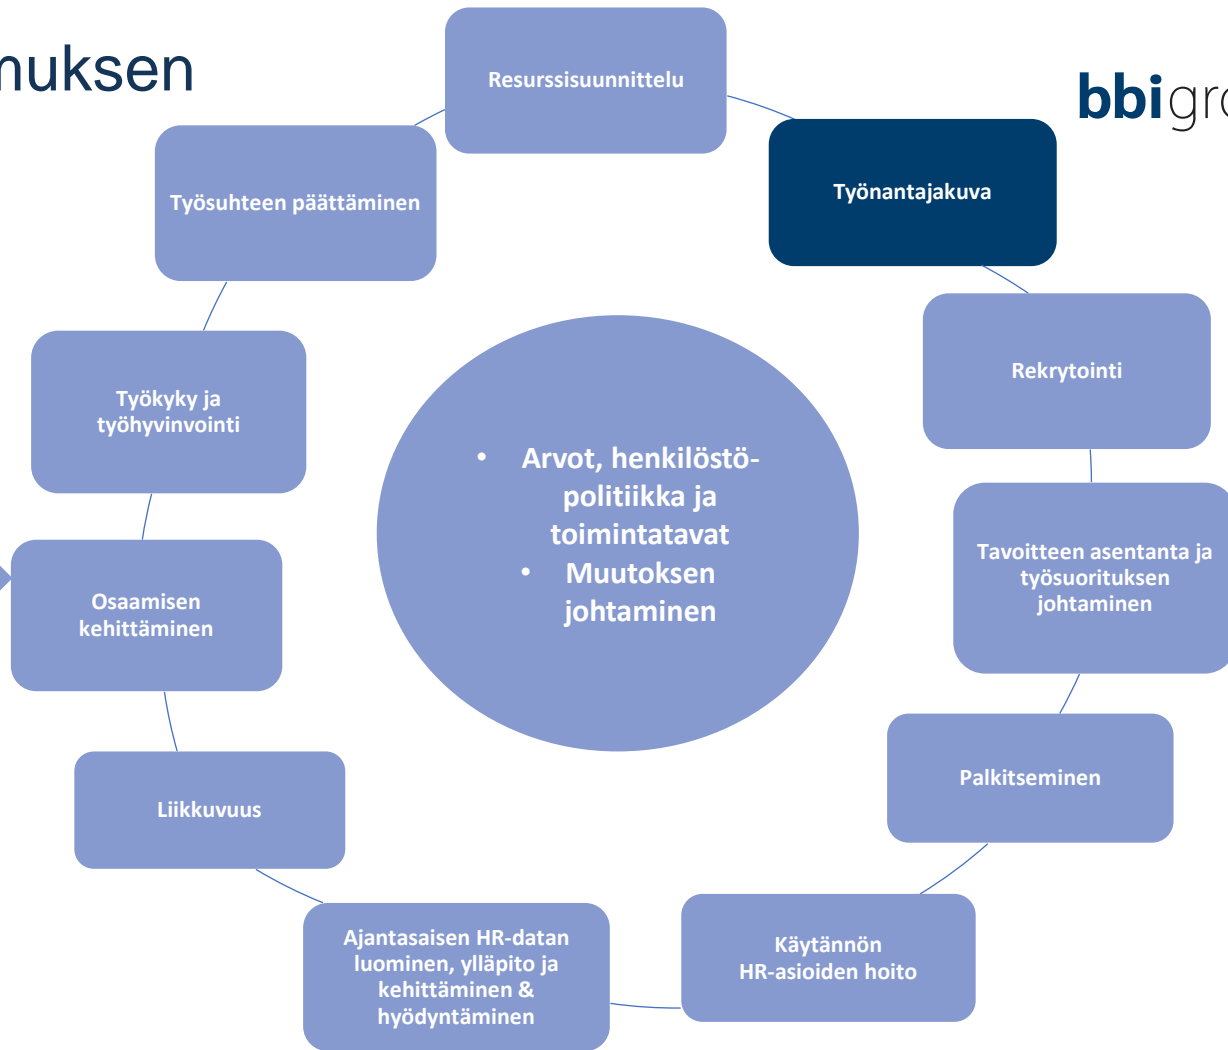 muksen
bbigro
Resurssisuunnittelu
Työnantajakuva
Rekrytointi
Tavoitteen asentanta ja
työsuorituksen
johtaminen
Palkitseminen
Käytännön
HR-asioiden hoito
Ajantasaisen HR-datan
luominen, ylläpito ja
kehittäminen &
hyödyntäminen
Liikkuvuus
Osaamisen
kehittäminen
Työkyky ja
työhyvinvointi
Työsuhteen päättäminen
• Arvot, henkilöstö-
politiikka ja
toimintatavat
• Muutoksen
johtaminen